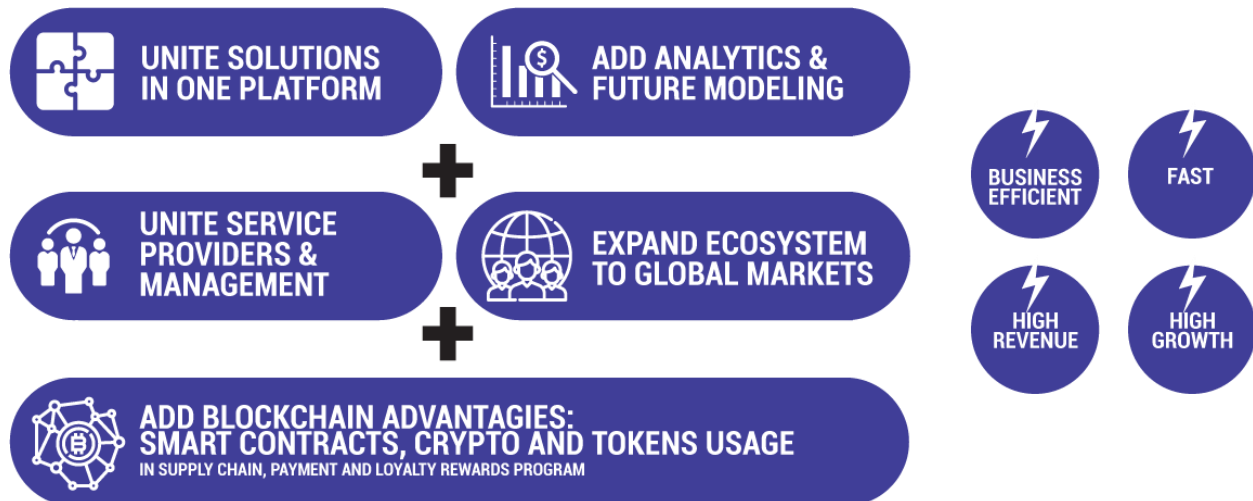 UNITE SOLUTIONS
IN ONE PLATFORM
ADD ANALYTICS &
FUTURE MODELING
UNITE SERVICE
PROVIDERS &
MANAGEMENT
EXPAND ECOSYSTEM
TO GLOBAL MARKETS
ADD BLOCKCHAIN ADVANTAGIES:
SMART CONTRACTS, CRYPTO AND TOKENS USAGE
IN SUPPLY CHAIN, PAYMENT AND LOYALTY REWARDS PROGRAM
BUSINESS
EFFICIENT
FAST
HIGH
REVENUE
HIGH
GROWTH